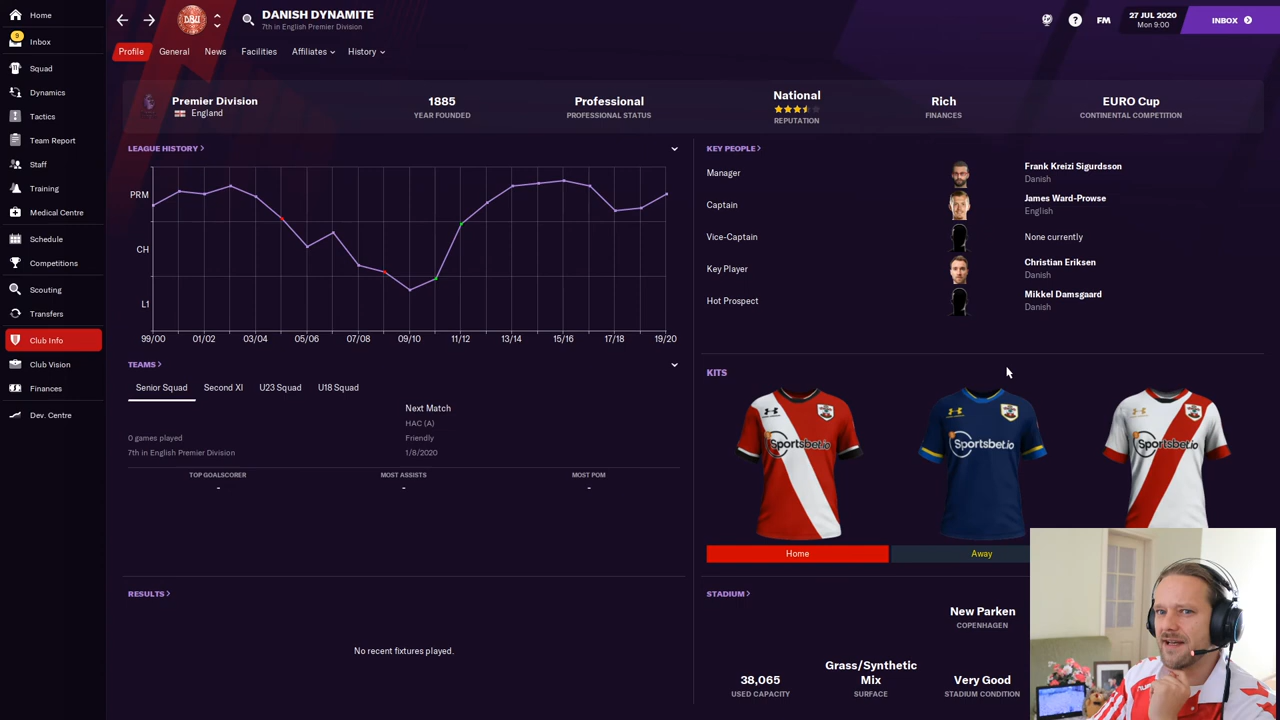 Home
9
Inbox
Squad
Dynamics
Tactics
Team Report
Staff
Training
Medical Centre
Schedule
Competitions
Scouting
Transfers
Club Info
Club Vision
Finances
Dev. Centre
DBU
DANISH DYNAMITE
7th in English Premier Division
?
FM
27 JUL 2020
Mon 9:00
INBOX
Profile
General
News
Facilities
Affiliates
History
Premier Division
England
1885
YEAR FOUNDED
Professional
PROFESSIONAL STATUS
National
REPUTATION
Rich
FINANCES
EURO Cup
CONTINENTAL COMPETITION
LEAGUE HISTORY
PRM
CH
L1
99/00 01/02 03/04 05/06 07/08 09/10 11/12 13/14 15/16 17/18 19/20
TEAMS
Senior Squad
Second XI
U23 Squad
U18 Squad
Next Match
HAC (A)
0 games played
Friendly
7th in English Premier Division
1/8/2020
TOP GOALSCORER
-
MOST ASSISTS
-
MOST POM
-
RESULTS
No recent fixtures played.
KEY PEOPLE
Manager
Frank Kreizi Sigurdsson
Danish
Captain
James Ward-Prowse
English
Vice-Captain
None currently
Key Player
Christian Eriksen
Danish
Hot Prospect
Mikkel Damsgaard
Danish
KITS
Sportsbet.io
Sportsbet.io
Sportsbet.io
Home
Away
STADIUM
New Parken
COPENHAGEN
38,065
USED CAPACITY
Grass/Synthetic
Mix
SURFACE
Very Good
STADIUM CONDITION